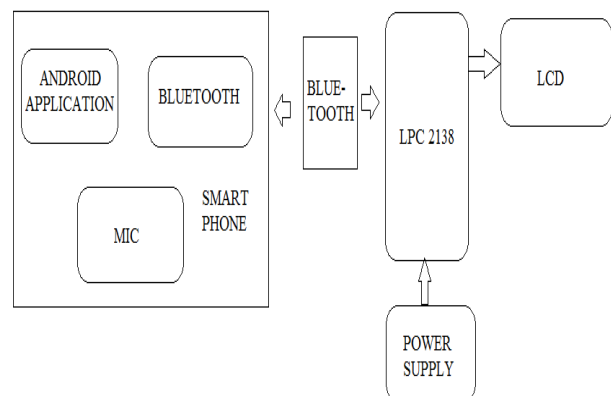 ANDROID
APPLICATION
BLUETOOTH
MIC
SMART
PHONE
BLUE-
TOOTH
LPC 2138
LCD
POWER
SUPPLY